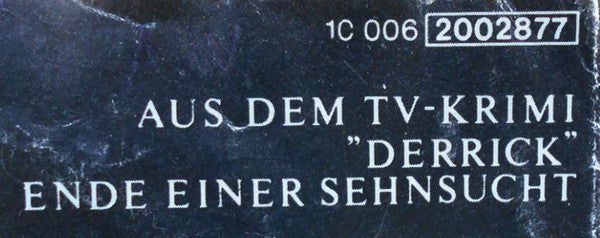 1C 006 2002877
AUS DEM TV-KRIMI
"DERRICK"
ENDE EINER SEHNSUCHT